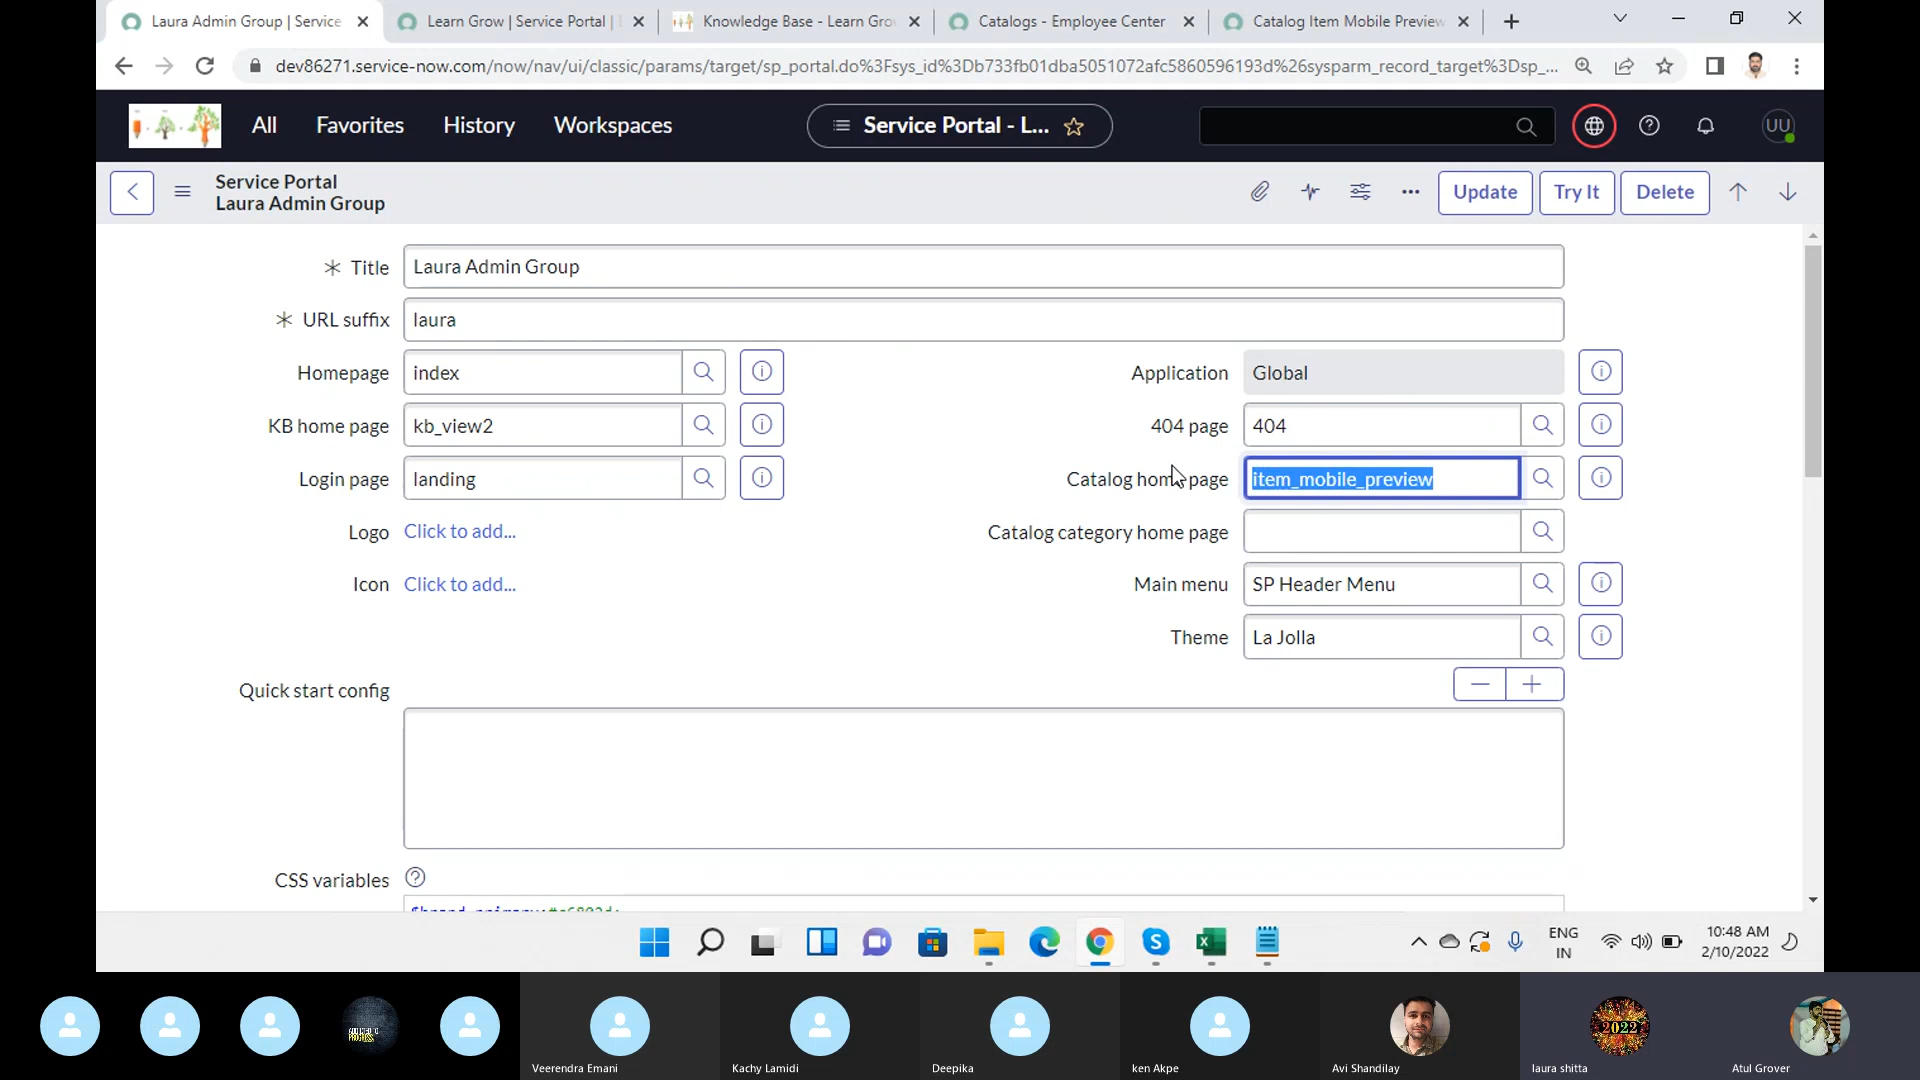 Laura Admin Group | Service
Learn Grow | Service Portal |
Knowledge Base - Learn Gro
Catalogs - Employee Center
Catalog Item Mobile Preview
dev86271.service-now.com/now/nav/ui/classic/params/target/sp_portal.do%3Fsys_id%3Db733fb01dba5051072afc5860596193d%26sysparm_record_target%3Dsp_...
All
Favorites
History
Workspaces
Service Portal - L...
UU
Service Portal
Laura Admin Group
Update
Try It
Delete
Title
Laura Admin Group
URL suffix
laura
Homepage
index
Application
Global
KB home page
kb_view2
404 page
404
Login page
landing
Catalog home page
item_mobile_preview
Logo
Click to add...
Catalog category home page
Icon
Click to add...
Main menu
SP Header Menu
Theme
La Jolla
Quick start config
CSS variables
ENG
IN
10:48 AM
2/10/2022
2022
Veerendra Emani
Kachy Lamidi
Deepika
ken Akpe
Avi Shandilay
laura shitta
Atul Grover